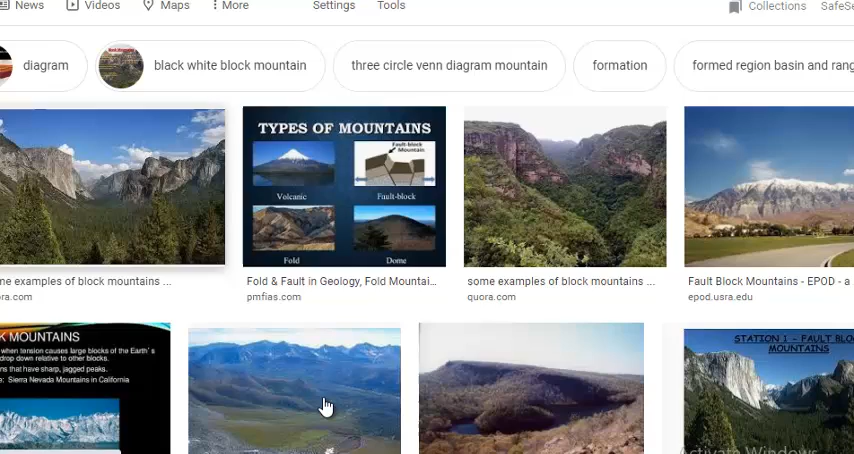 News
Videos
Maps
More
Settings
Tools
Collections
diagram
black white block mountain
three circle venn diagram mountain
formation
formed region basin and rang
TYPES OF MOUNTAINS
Fault-block
Mountain
Volcanic
Fault-block
Fold
Dome
me examples of block mountains ...
ora.com
Fold & Fault in Geology, Fold Mountai...
pmfias.com
some examples of block mountains ...
quora.com
Fault Block Mountains - EPOD - a
epod.usra.edu
K MOUNTAINS
when tension causes large blocks of the Earth's
drop down relative to other blocks.
ns that have sharp, jagged peaks.
e: Sierra Nevada Mountains in California
STATION 1 - FAULT BLO
MOUNTAINS
Activate Windows